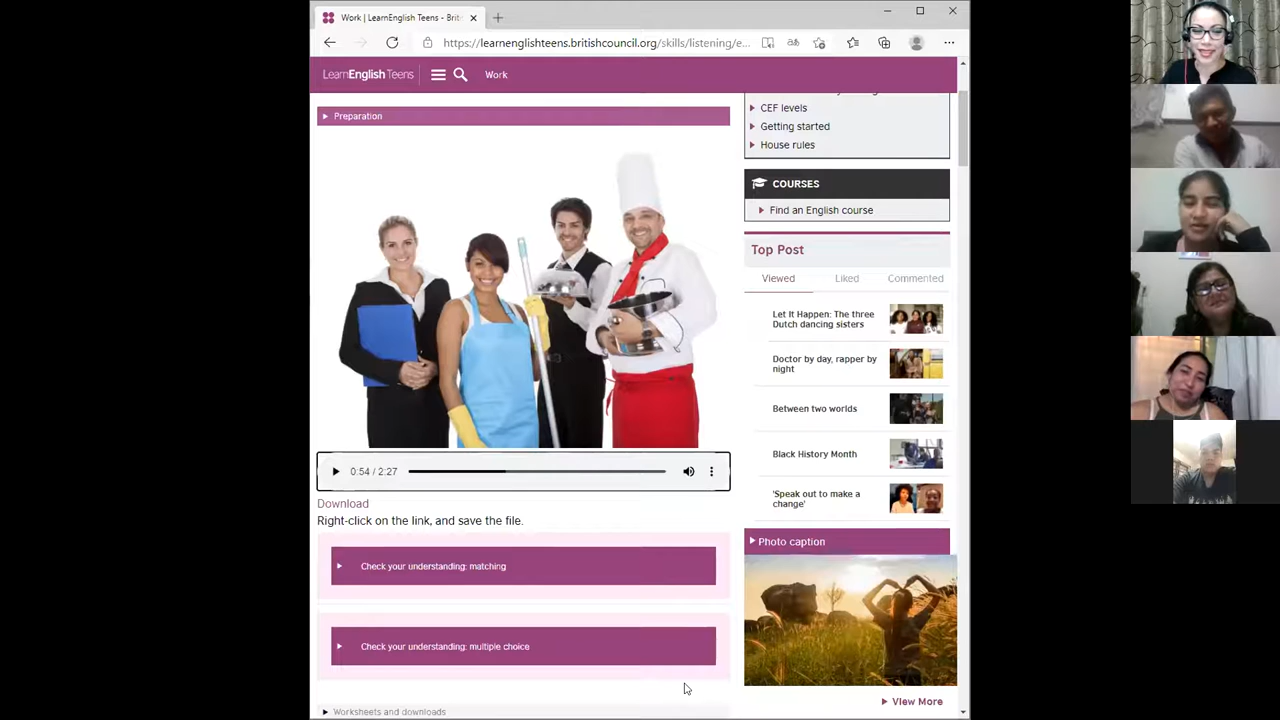 Work | LearnEnglish Teens - Brit
https://learnenglishteens.britishcouncil.org/skills/listening/e...
LearnEnglish Teens
Work
Preparation
0:54 / 2:27
Download
Right-click on the link, and save the file.
Check your understanding: matching
Check your understanding: multiple choice
Worksheets and downloads
CEF levels
Getting started
House rules
COURSES
Find an English course
Top Post
Viewed Liked Commented
Let It Happen: The three
Dutch dancing sisters
Doctor by day, rapper by
night
Between two worlds
Black History Month
'Speak out to make a
change'
Photo caption
View More